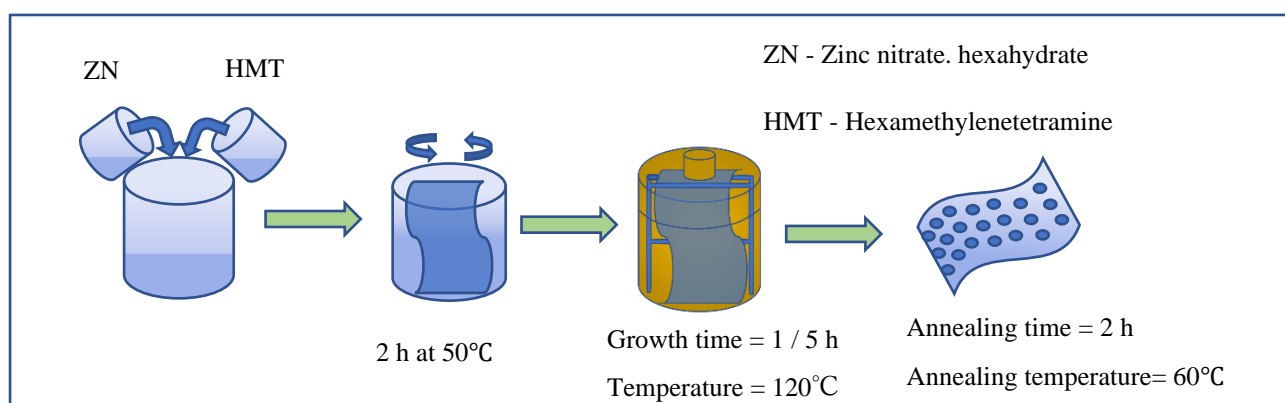 ZN
HMT
ZN - Zinc nitrate. hexahydrate
HMT - Hexamethylenetetramine
2 h at 50℃
Growth time = 1 / 5 h
Temperature = 120℃
Annealing time = 2 h
Annealing temperature= 60℃